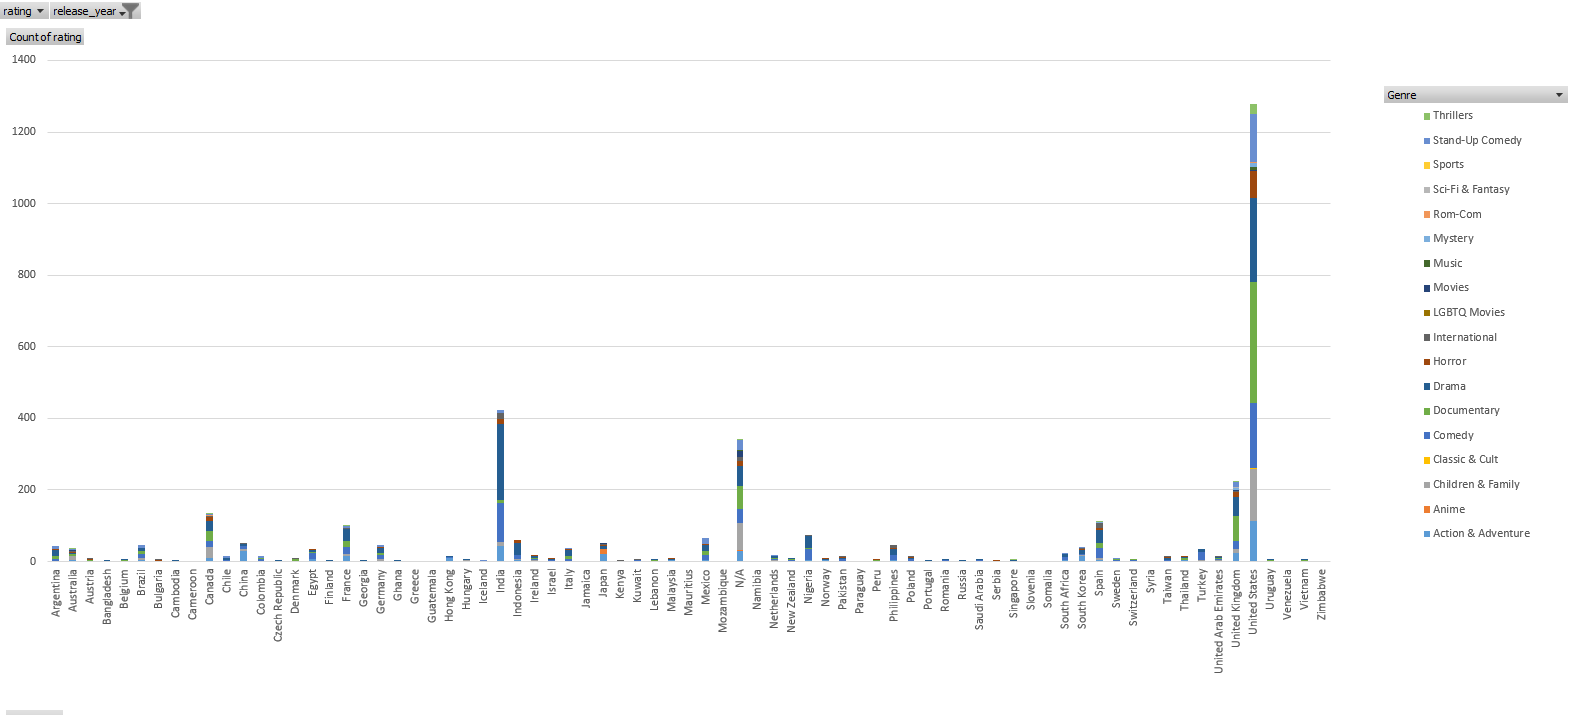 rating release_year
Count of rating
1400
1200
1000
800
600
400
200
0
Argentina
Australia
Austria
Bangladesh
Belgium
Brazil
Bulgaria
Cambodia
Cameroon
Canada
Chile
China
Colombia
Czech Republic
Denmark
Egypt
Finland
France
Georgia
Germany
Ghana
Greece
Guatemala
Hong Kong
Hungary
Iceland
India
Indonesia
Ireland
Israel
Italy
Jamaica
Japan
Kenya
Kuwait
Lebanon
Malaysia
Mauritius
Mexico
Mozambique
N/A
Namibia
Netherlands
New Zealand
Nigeria
Norway
Pakistan
Paraguay
Peru
Philippines
Poland
Portugal
Romania
Russia
Saudi Arabia
Serbia
Singapore
Slovenia
Somalia
South Africa
South Korea
Spain
Sweden
Switzerland
Syria
Taiwan
Thailand
Turkey
United Arab Emirates
United Kingdom
United States
Uruguay
Venezuela
Vietnam
Zimbabwe
Genre
Thrillers
Stand-Up Comedy
Sports
Sci-Fi & Fantasy
Rom-Com
Mystery
Music
Movies
LGBTQ Movies
International
Horror
Drama
Documentary
Comedy
Classic & Cult
Children & Family
Anime
Action & Adventure